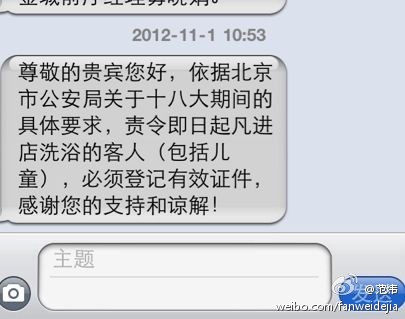 2012-11-1 10:53
尊敬的贵宾您好，依据北京
市公安局关于十八大期间的
具体要求，责令即日起凡进
店洗浴的客人（包括儿
童），必须登记有效证件，
感谢您的支持和谅解！
主题
发送
@范炜
weibo.com/fanweidejia